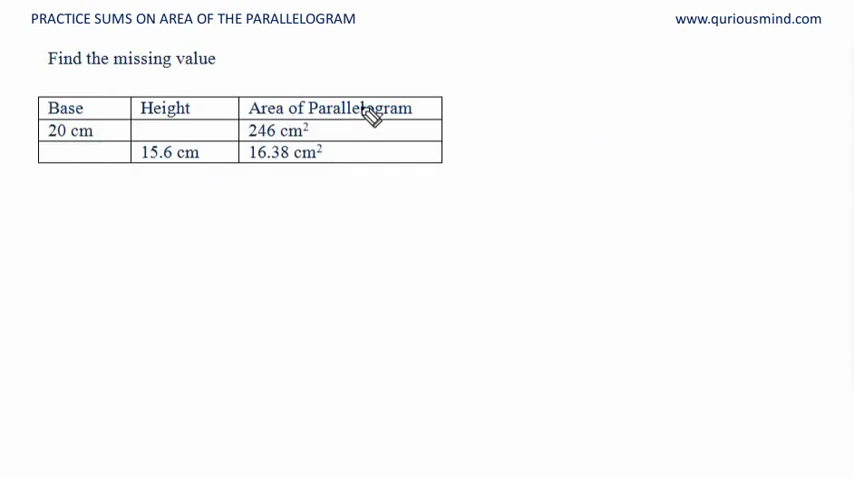 PRACTICE SUMS ON AREA OF THE PARALLELOGRAM www.quriousmind.com
Find the missing value
Base Height Area of Parallelogram
20 cm 246 cm²
15.6 cm 16.38 cm²